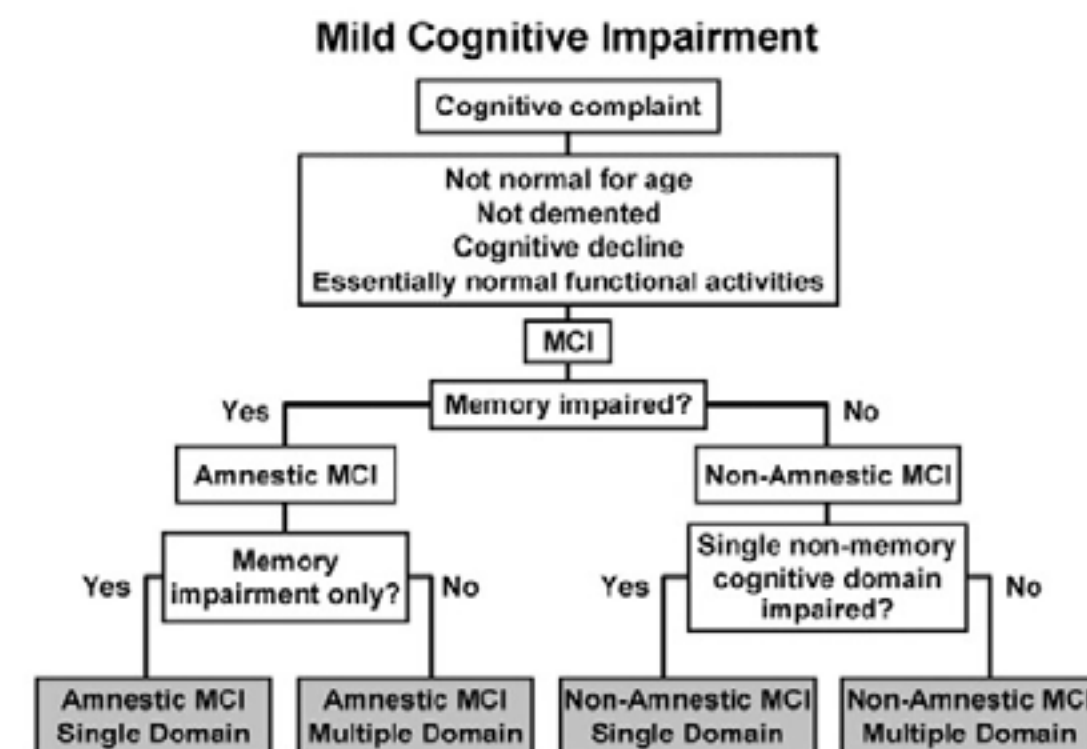 Mild Cognitive Impairment
Cognitive complaint
Not normal for age
Not demented
Cognitive decline
Essentially normal functional activities
MCI
Memory impaired?
Yes
No
Amnestic MCI
Non-Amnestic MCI
Memory
impairment only?
Yes
No
Single non-memory
cognitive domain
impaired?
Yes
No
Amnestic MCI
Single Domain
Amnestic MCI
Multiple Domain
Non-Amnestic MCI
Single Domain
Non-Amnestic MCI
Multiple Domain